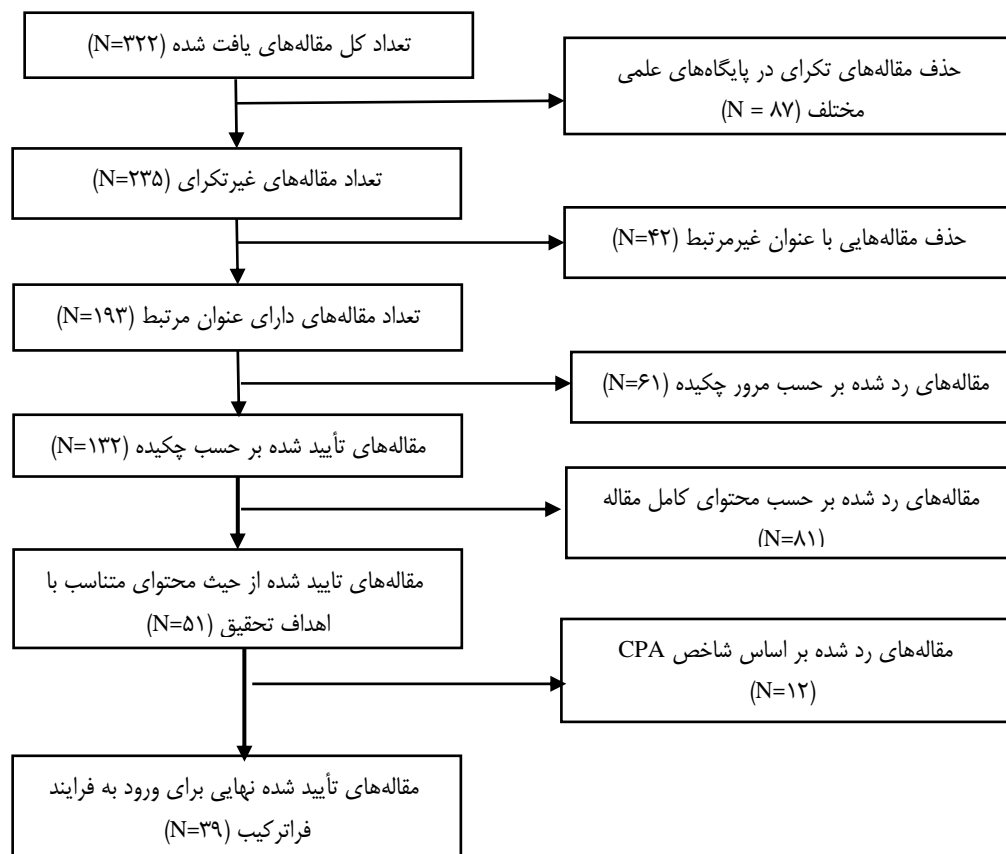 تعداد کل مقاله‌های یافت شده (N=۳۲۲)
حذف مقاله‌های تکرای در پایگاه‌های علمی
مختلف (N = ۸۷)
تعداد مقاله‌های غیرتکرای (N=۲۳۵)
حذف مقاله‌هایی با عنوان غیرمرتبط (N=۴۲)
تعداد مقاله‌های دارای عنوان مرتبط (N=۱۹۳)
مقاله‌های رد شده بر حسب مرور چکیده (N=۶۱)
مقاله‌های تأیید شده بر حسب چکیده (N=۱۳۲)
مقاله‌های رد شده بر حسب محتوای کامل مقاله
(N=۸۱)
مقاله‌های تایید شده از حیث محتوای متناسب با
اهداف تحقیق (N=۵۱)
مقاله‌های رد شده بر اساس شاخص CPA
(N=۱۲)
مقاله‌های تأیید شده نهایی برای ورود به فرایند
فراترکیب (N=۳۹)